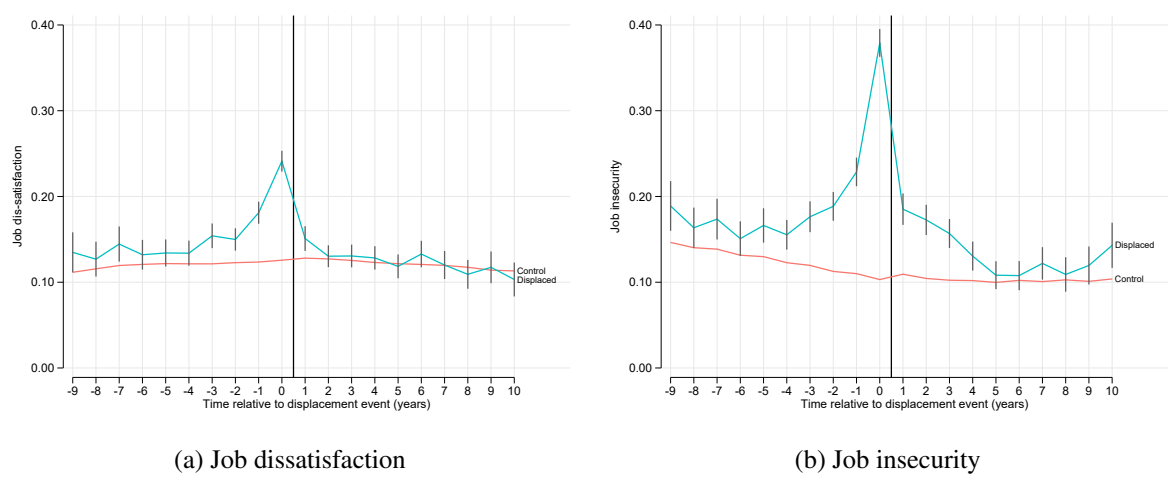 0.40
0.30
0.20
0.10
0.00
Job dis-satisfaction
Control
Displaced
-9 -8 -7 -6 -5 -4 -3 -2 -1 0 1 2 3 4 5 6 7 8 9 10
Time relative to displacement event (years)
(a) Job dissatisfaction
0.40
0.30
0.20
0.10
0.00
Job insecurity
Displaced
Control
-9 -8 -7 -6 -5 -4 -3 -2 -1 0 1 2 3 4 5 6 7 8 9 10
Time relative to displacement event (years)
(b) Job insecurity